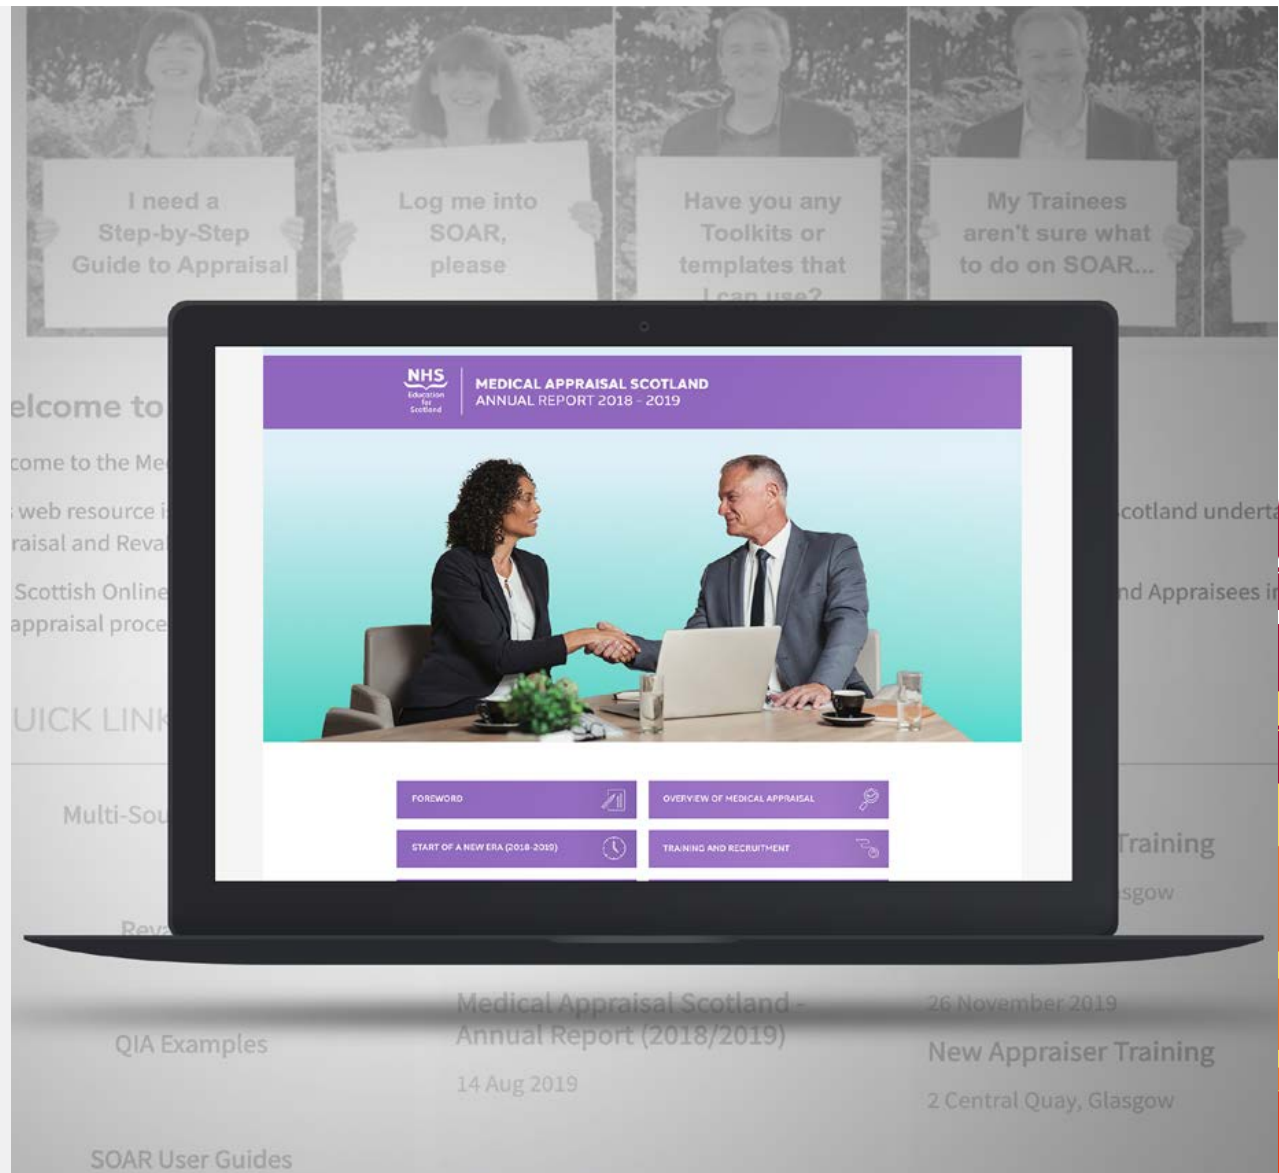 I need a
Step-by-Step
Guide to Appraisal
Log me into
SOAR,
please
Have you any
Toolkits or
templates that
I can use?
My Trainees
aren't sure what
to do on SOAR...
NHS
Education
for
Scotland
MEDICAL APPRAISAL SCOTLAND
ANNUAL REPORT 2018 - 2019
FOREWORD
OVERVIEW OF MEDICAL APPRAISAL
START OF A NEW ERA (2018-2019)
TRAINING AND RECRUITMENT
elcome to
come to the Me
web resource i
cotland underta
raisal and Reva
Scottish Online
nd Appraisees in
appraisal proce
UICK LINK
Multi-Sou
Training
sgow
Reva
QIA Examples
SOAR User Guides
Medical Appraisal Scotland -
Annual Report (2018/2019)
14 Aug 2019
26 November 2019
New Appraiser Training
2 Central Quay, Glasgow